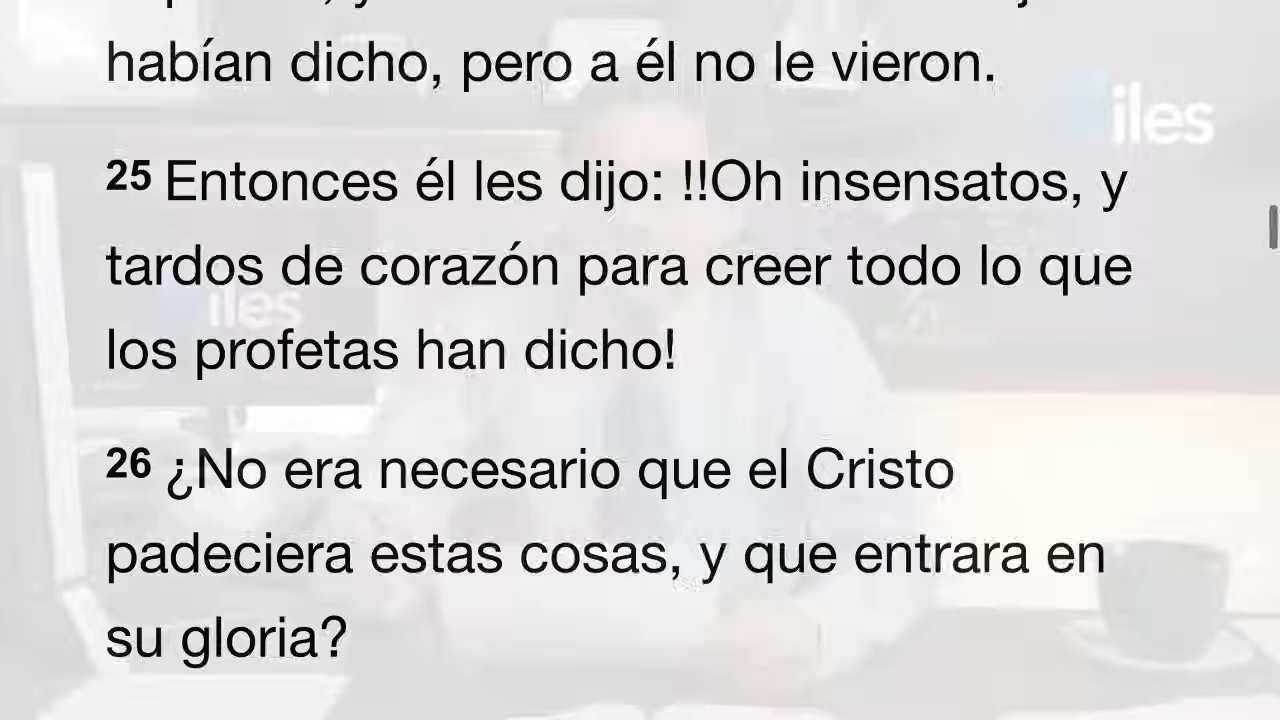 habían dicho, pero a él no le vieron.
iles
25 Entonces él les dijo: !!Oh insensatos, y
tardos de corazón para creer todo lo que
iles
los profetas han dicho!
26 ¿No era necesario que el Cristo
padeciera estas cosas, y que entrara en
su gloria?